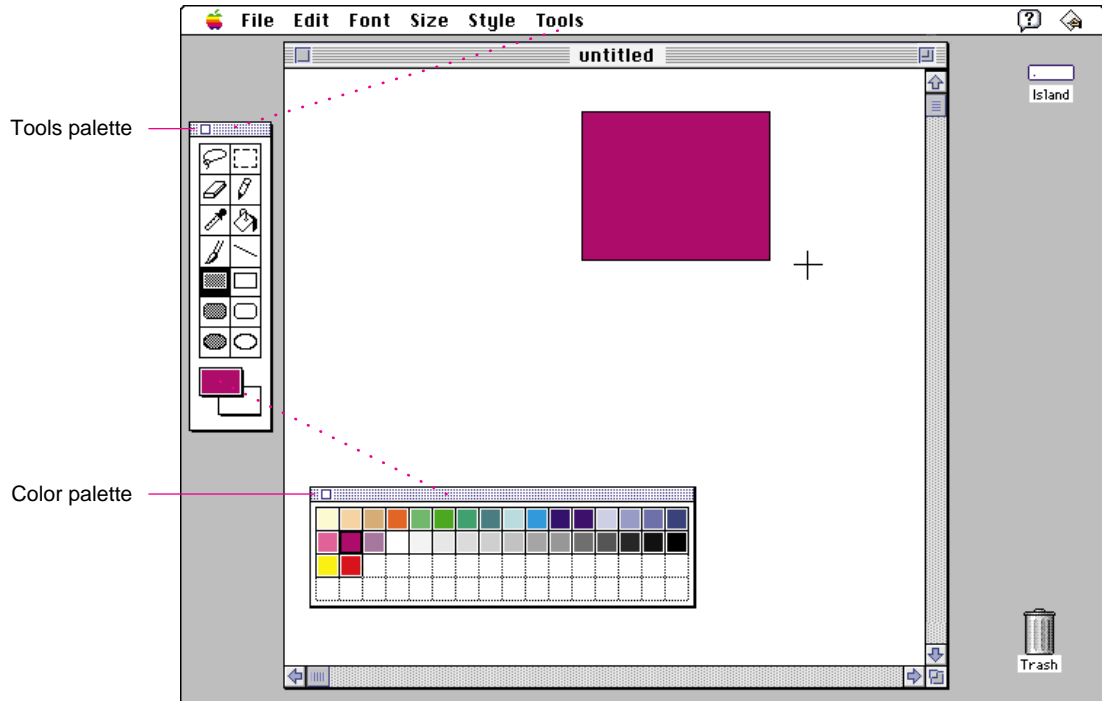 File Edit Font Size Style Tools
untitled
Island
Tools palette
Color palette
Trash